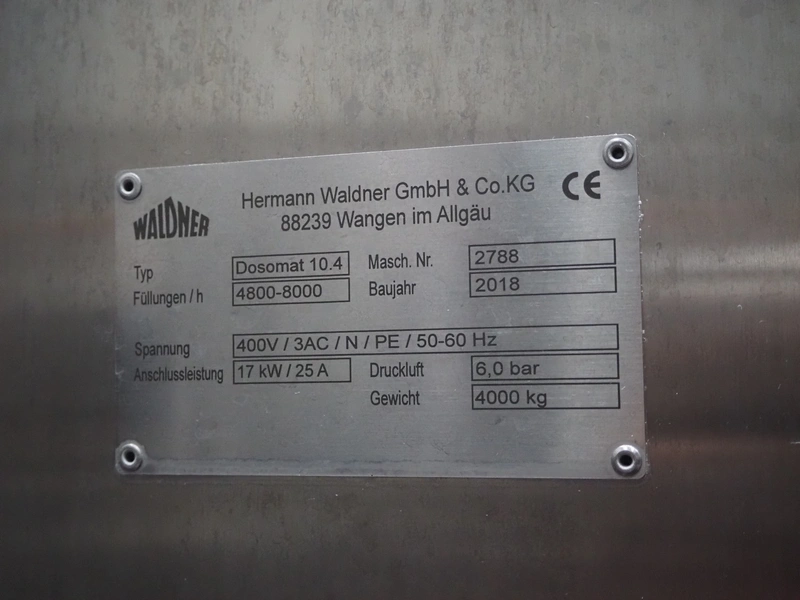 WALDNER
Hermann Waldner GmbH & Co.KG CE
88239 Wangen im Allgäu
Typ Dosomat 10.4 Masch. Nr. 2788
Füllungen / h 4800-8000 Baujahr 2018
Spannung 400V / 3AC / N / PE / 50-60 Hz
Anschlussleistung 17 kW / 25 A Druckluft 6,0 bar
Gewicht 4000 kg